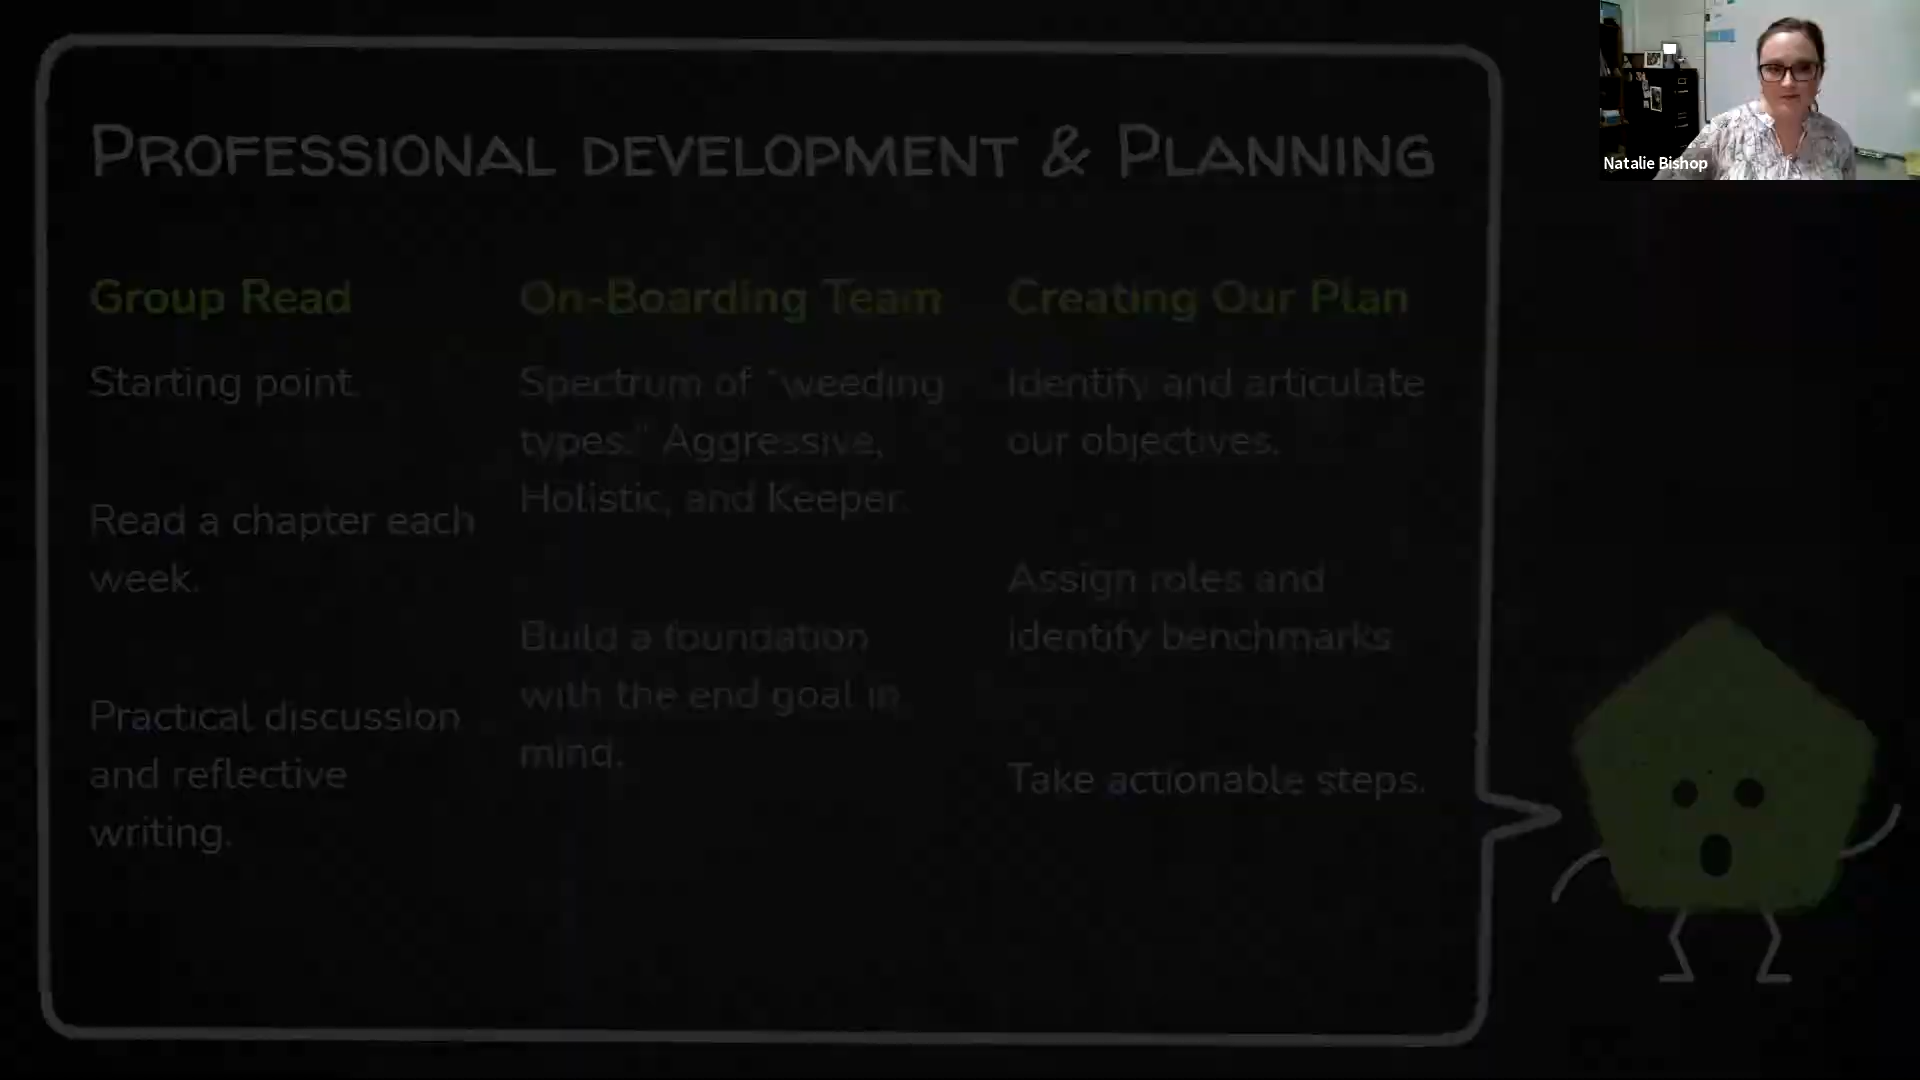 Professional development & Planning
Group Read
Starting point.
Read a chapter each
week.
Practical discussion
and reflective
writing.
On-Boarding Team
Spectrum of "weeding
types:" Aggressive,
Holistic, and Keeper.
Build a foundation
with the end goal in
mind.
Creating Our Plan
Identify and articulate
our objectives.
Assign roles and
identify benchmarks
Take actionable steps.
Natalie Bishop